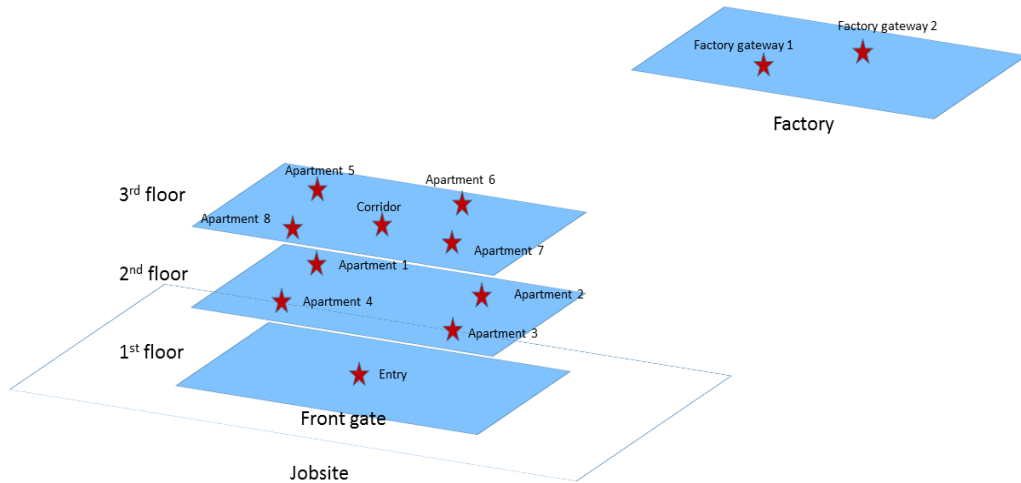 Factory gateway 2
Factory gateway 1
Factory
Apartment 5
Apartment 6
3rd floor
Corridor
Apartment 8
Apartment 7
Apartment 1
2nd floor
Apartment 2
Apartment 4
Apartment 3
1st floor
Entry
Front gate
Jobsite